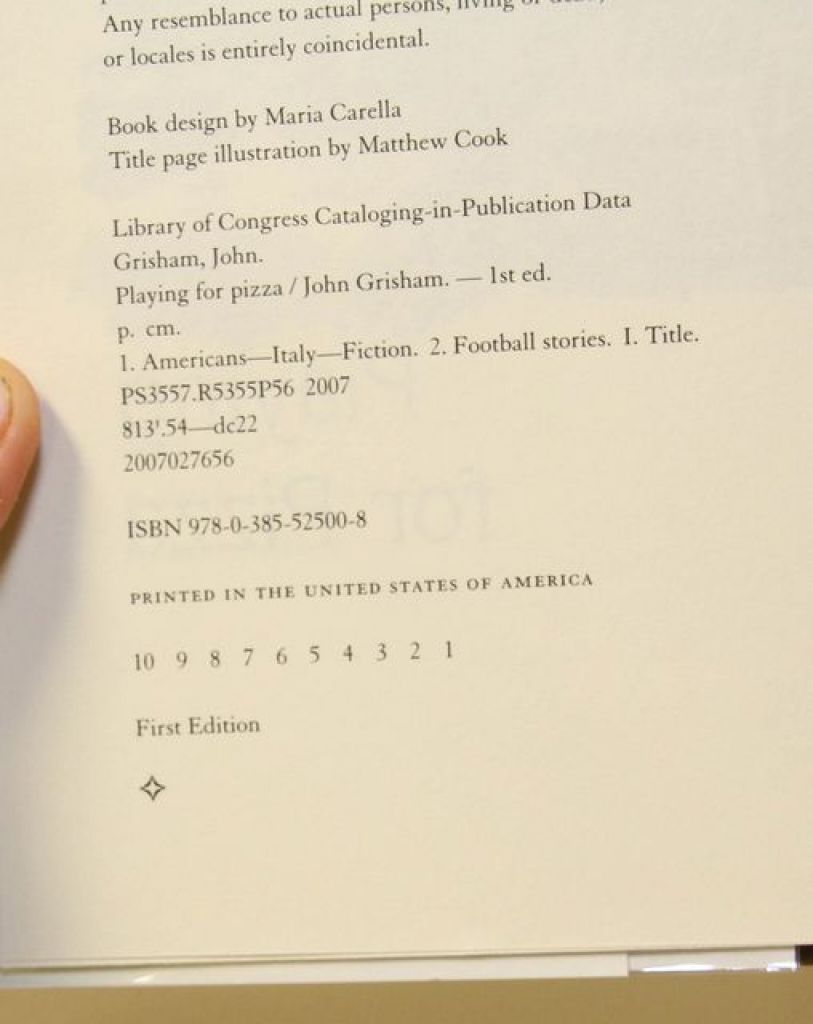 Any resemblance to actual persons, living or
or locales is entirely coincidental.
Book design by Maria Carella
Title page illustration by Matthew Cook
Library of Congress Cataloging-in-Publication Data
Grisham, John.
Playing for pizza / John Grisham. — 1st ed.
p. cm.
1. Americans—Italy—Fiction. 2. Football stories. I. Title.
PS3557.R5355P56 2007
813'.54—dc22
2007027656
ISBN 978-0-385-52500-8
PRINTED IN THE UNITED STATES OF AMERICA
10 9 8 7 6 5 4 3 2 1
First Edition